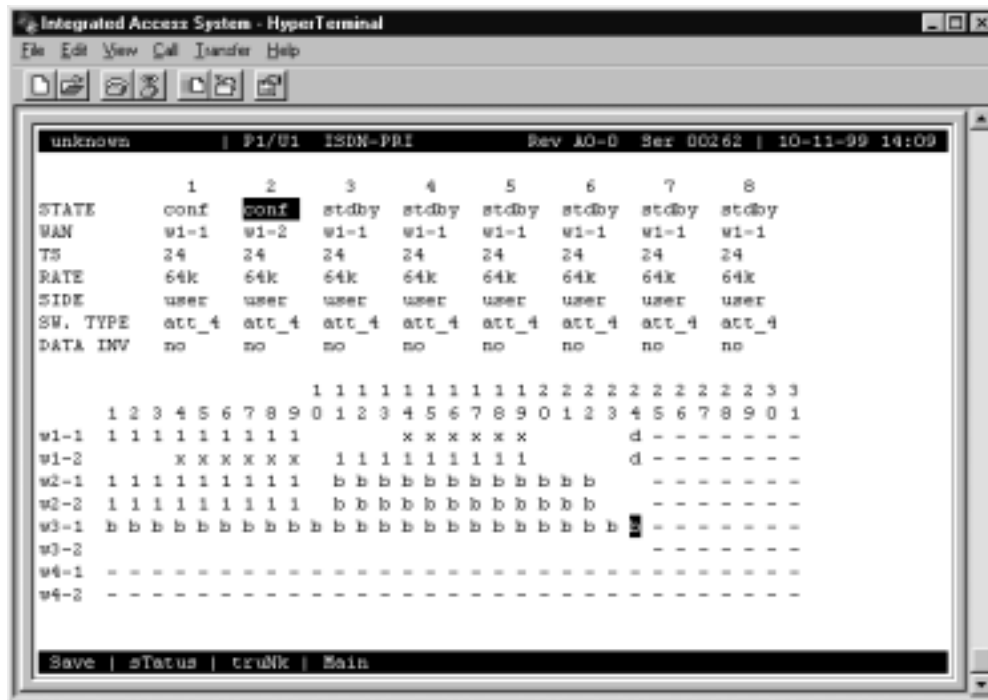 Integrated Access System - HyperTerminal
File Edit View Call Transfer Help
unknown | P1/U1 ISDN-PRI Rev A0-0 Ser 00262 | 10-11-99 14:09
1 2 3 4 5 6 7 8
STATE conf conf stdby stdby stdby stdby stdby stdby
WAN w1-1 w1-2 w1-1 w1-1 w1-1 w1-1 w1-1 w1-1
TS 24 24 24 24 24 24 24 24
RATE 64k 64k 64k 64k 64k 64k 64k 64k
SIDE user user user user user user user user
SW. TYPE att_4 att_4 att_4 att_4 att_4 att_4 att_4 att_4
DATA INV no no no no no no no no
1 1 1 1 1 1 1 1 1 1 2 2 2 2 2 2 2 2 2 2 3 3
1 2 3 4 5 6 7 8 9 0 1 2 3 4 5 6 7 8 9 0 1 2 3 4 5 6 7 8 9 0 1
w1-1 1 1 1 1 1 1 1 1 1 x x x x x x d - - - - - - -
w1-2 x x x x x x 1 1 1 1 1 1 1 1 1 d - - - - - - -
w2-1 1 1 1 1 1 1 1 1 1 b b b b b b b b b b b b - - - - - - -
w2-2 1 1 1 1 1 1 1 1 1 b b b b b b b b b b b b - - - - - - -
w3-1 b b b b b b b b b b b b b b b b b b b b b b b b - - - - - - -
w3-2 - - - - - - -
w4-1 - - - - - - - - - - - - - - - - - - - - - - - - - - - - - - -
w4-2 - - - - - - - - - - - - - - - - - - - - - - - - - - - - - - -
Save | sTatus | truNk | Main